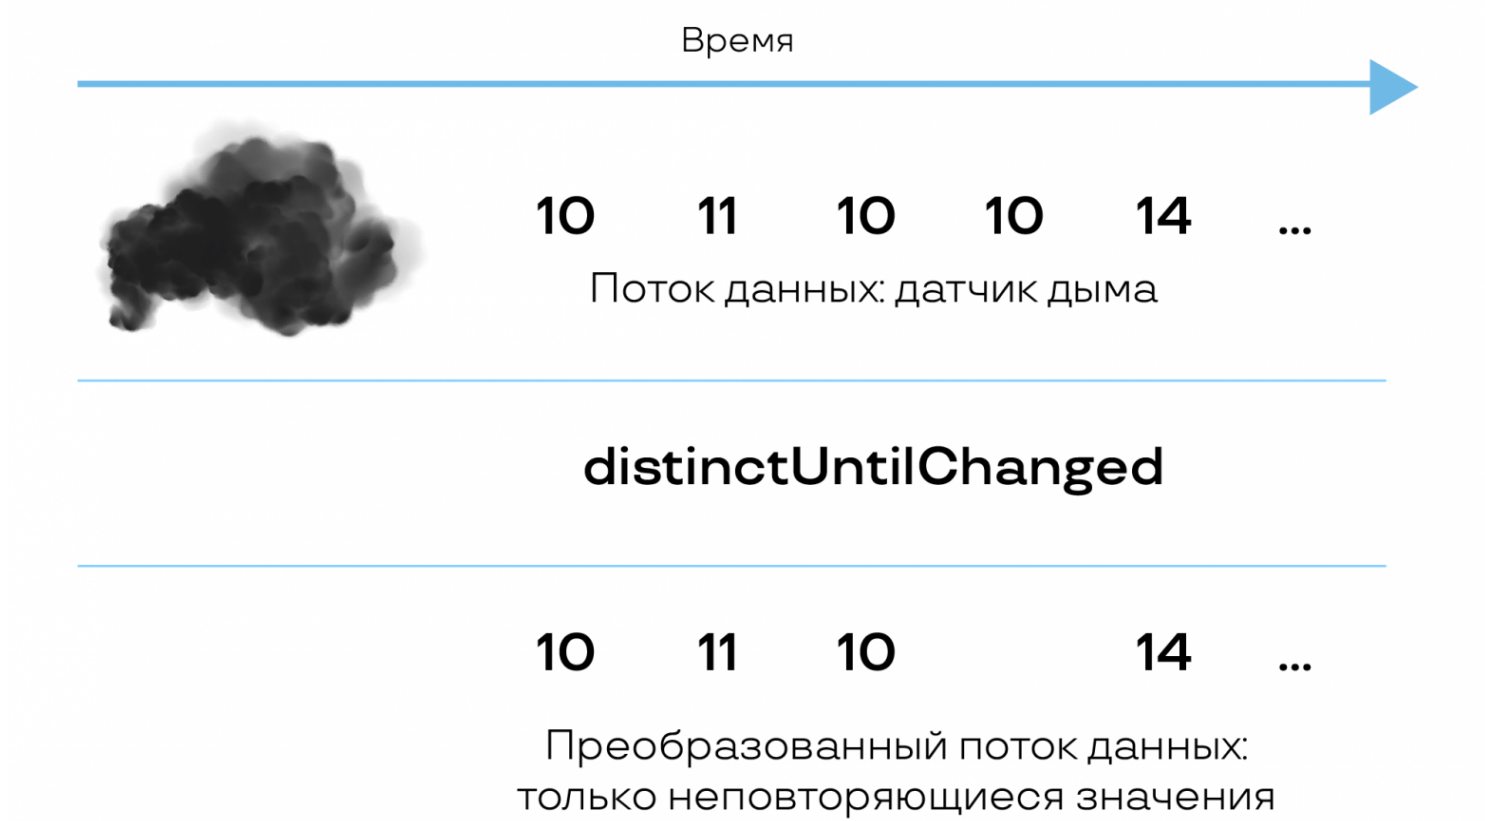 Время
10 11 10 10 14 ...
Поток данных: датчик дыма
distinctUntilChanged
10 11 10 14 ...
Преобразованный поток данных:
только неповторяющиеся значения